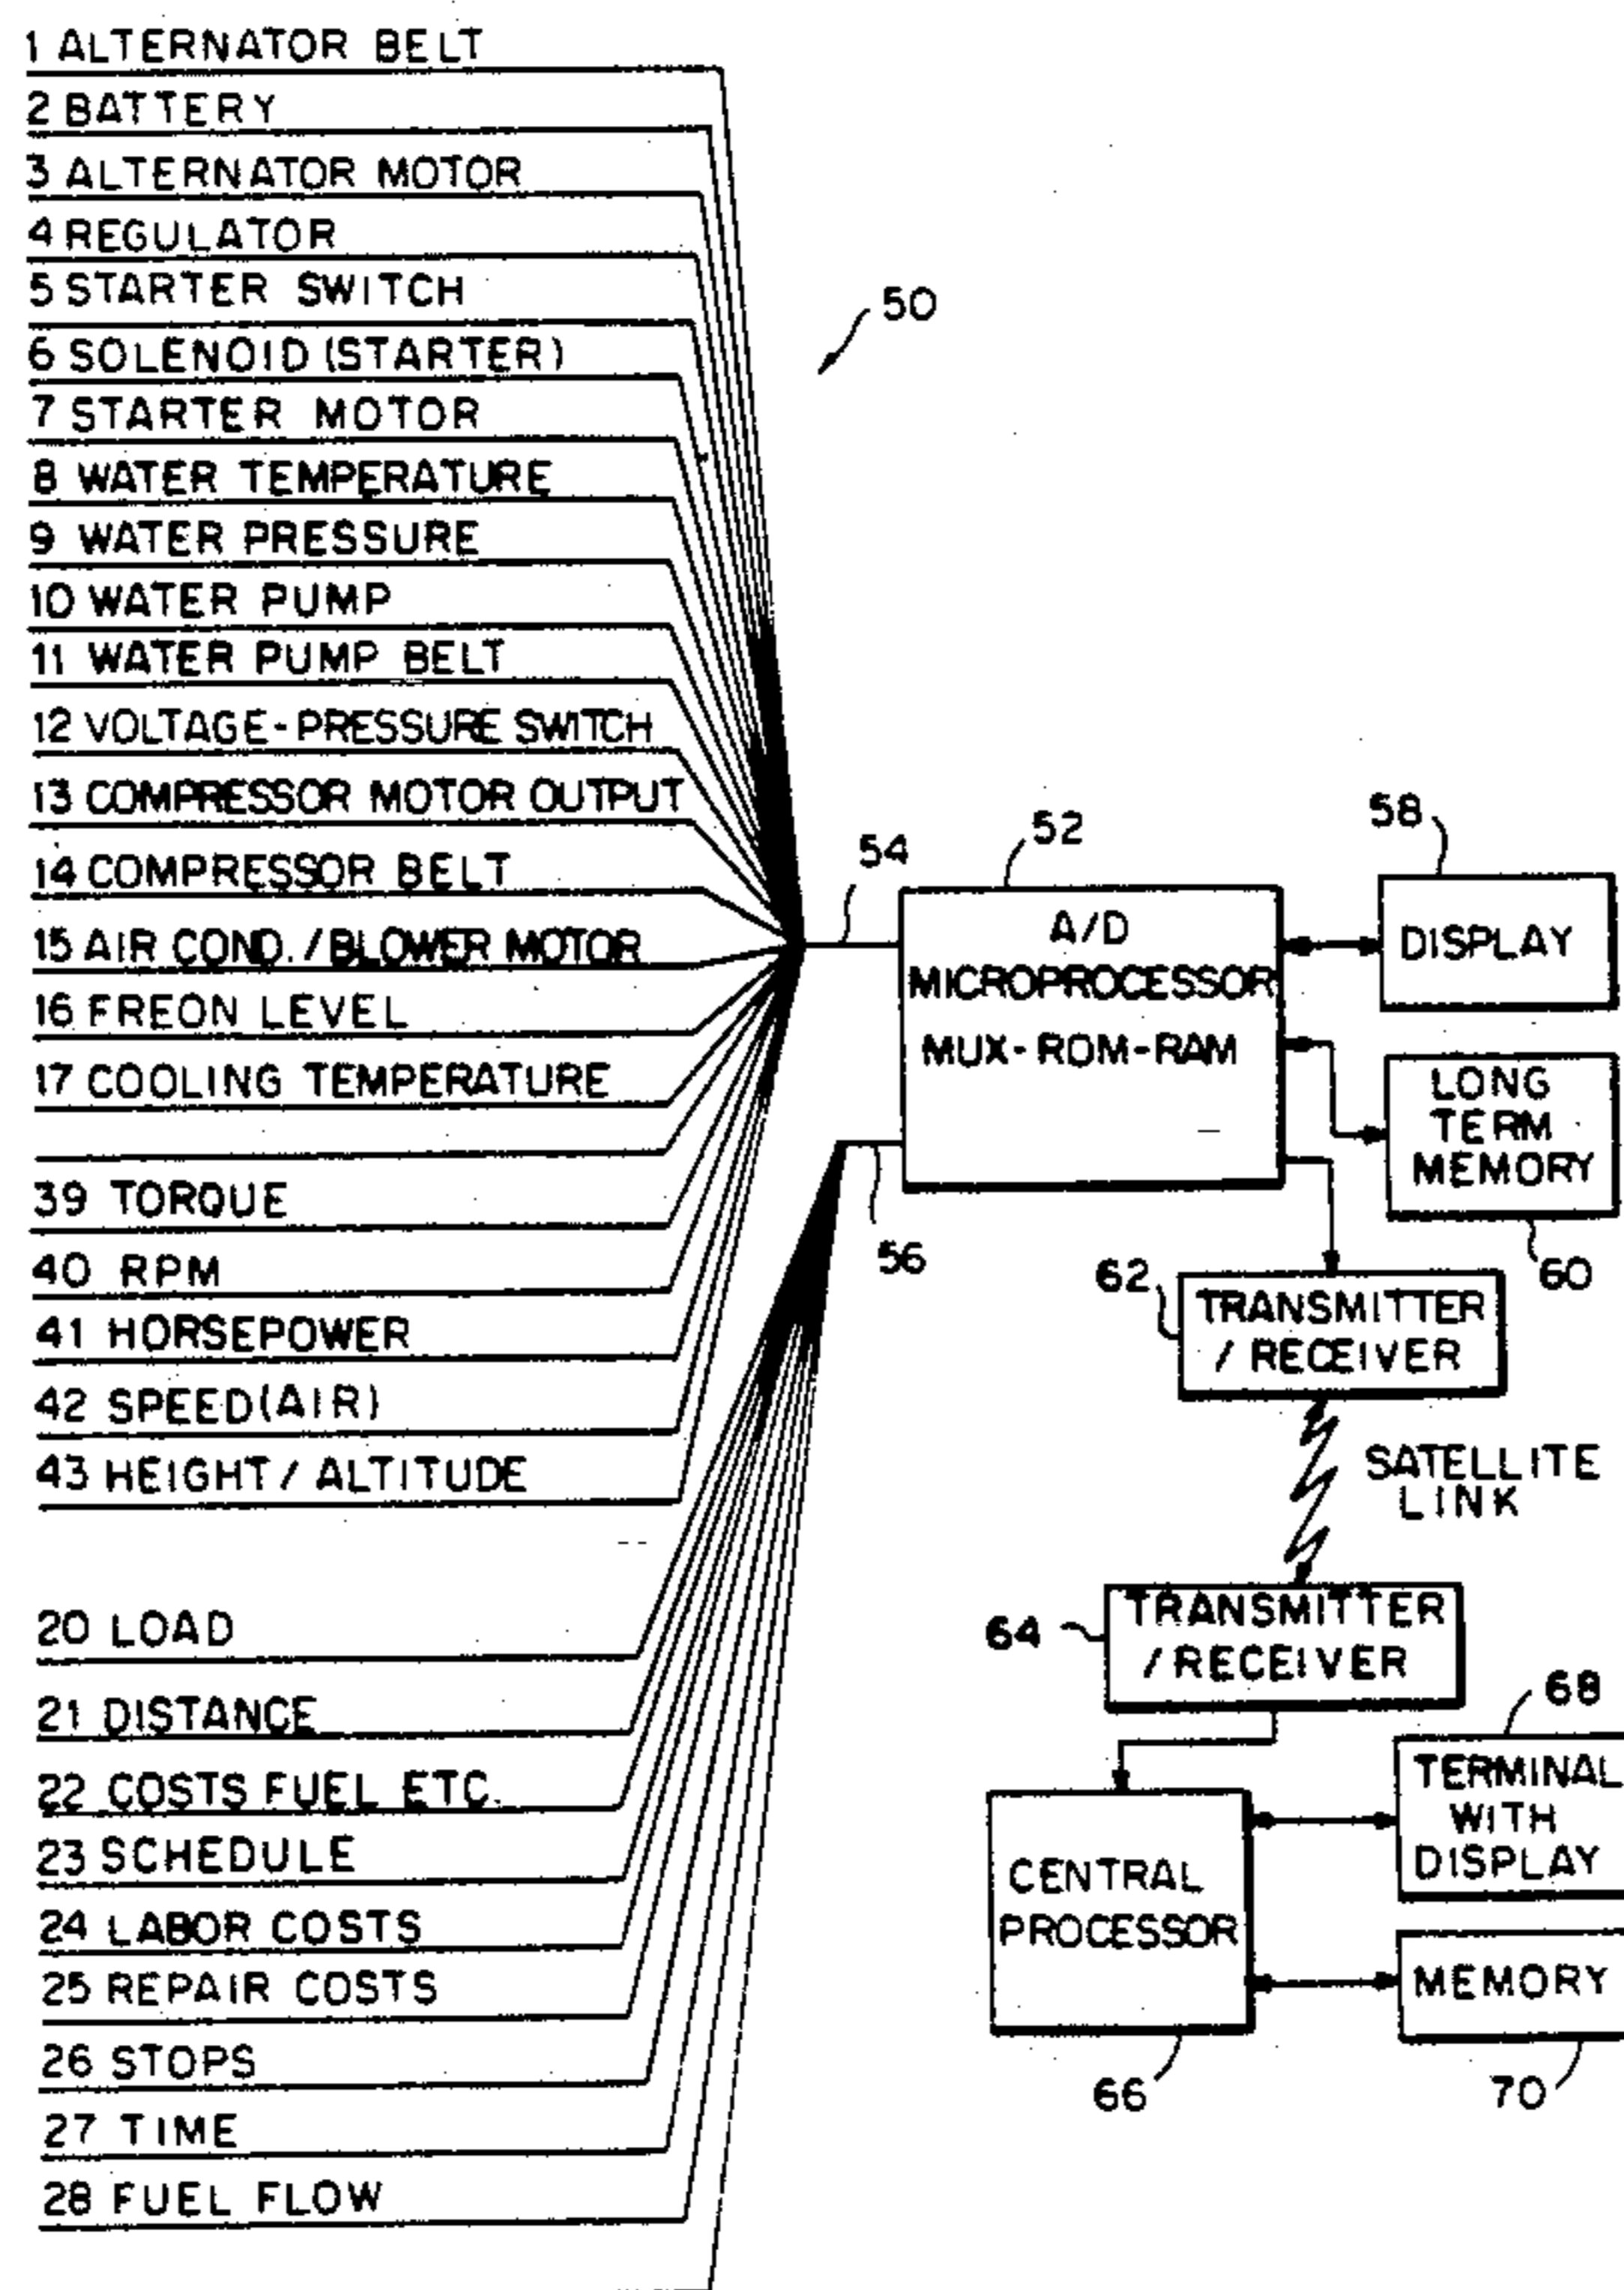 1 ALTERNATOR BELT
2 BATTERY
3 ALTERNATOR MOTOR
4 REGULATOR
5 STARTER SWITCH
6 SOLENOID (STARTER)
7 STARTER MOTOR
8 WATER TEMPERATURE
9 WATER PRESSURE
10 WATER PUMP
11 WATER PUMP BELT
12 VOLTAGE-PRESSURE SWITCH
13 COMPRESSOR MOTOR OUTPUT
14 COMPRESSOR BELT
15 AIR COND./BLOWER MOTOR
16 FREON LEVEL
17 COOLING TEMPERATURE
39 TORQUE
40 RPM
41 HORSEPOWER
42 SPEED (AIR)
43 HEIGHT / ALTITUDE
20 LOAD
21 DISTANCE
22 COSTS FUEL ETC.
23 SCHEDULE
24 LABOR COSTS
25 REPAIR COSTS
26 STOPS
27 TIME
28 FUEL FLOW
50
54
56
52
A/D
MICROPROCESSOR
MUX-ROM-RAM
58
DISPLAY
LONG
TERM
MEMORY
60
62
TRANSMITTER
/ RECEIVER
SATELLITE
LINK
64
TRANSMITTER
/ RECEIVER
CENTRAL
PROCESSOR
66
68
TERMINAL
WITH
DISPLAY
MEMORY
70